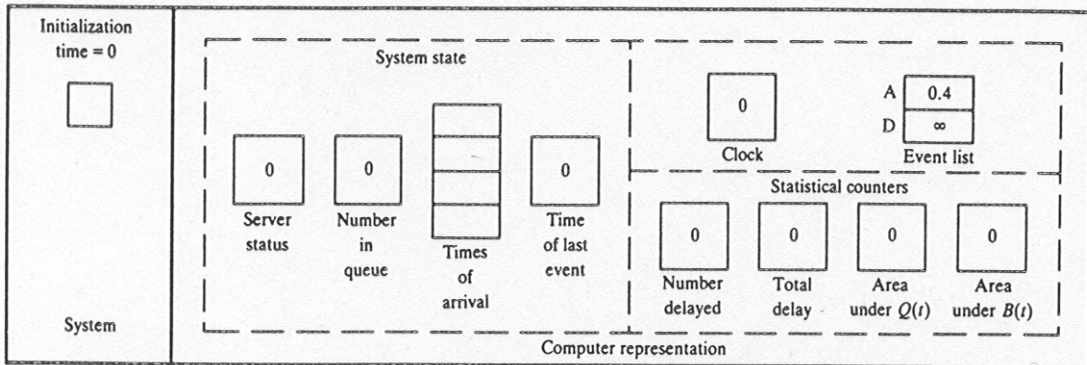 Initialization
time = 0
System
System state
0
Server
status
0
Number
in
queue
Times
of
arrival
0
Time
of last
event
0
Clock
A 0.4
D ∞
Event list
Statistical counters
0
Number
delayed
0
Total
delay
0
Area
under Q(t)
0
Area
under B(t)
Computer representation